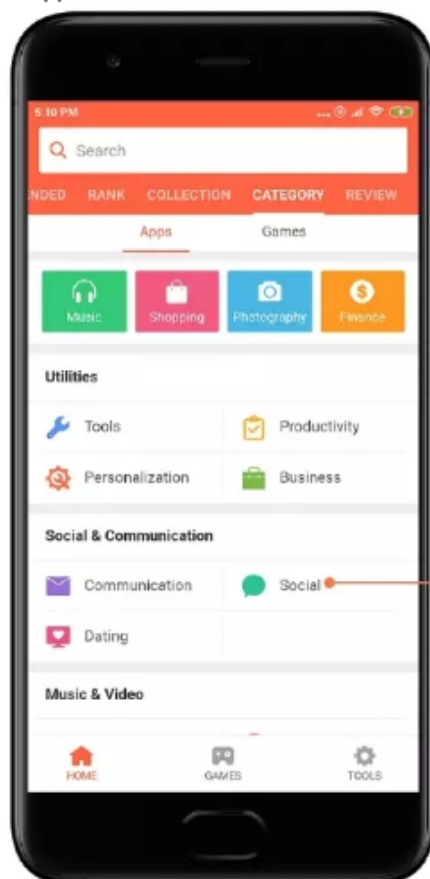 5:10 PM
Search
NDED RANK COLLECTION CATEGORY REVIEW
Apps Games
Music Shopping Photography Finance
Utilities
Tools Productivity
Personalization Business
Social & Communication
Communication Social
Dating
Music & Video
HOME GAMES TOOLS